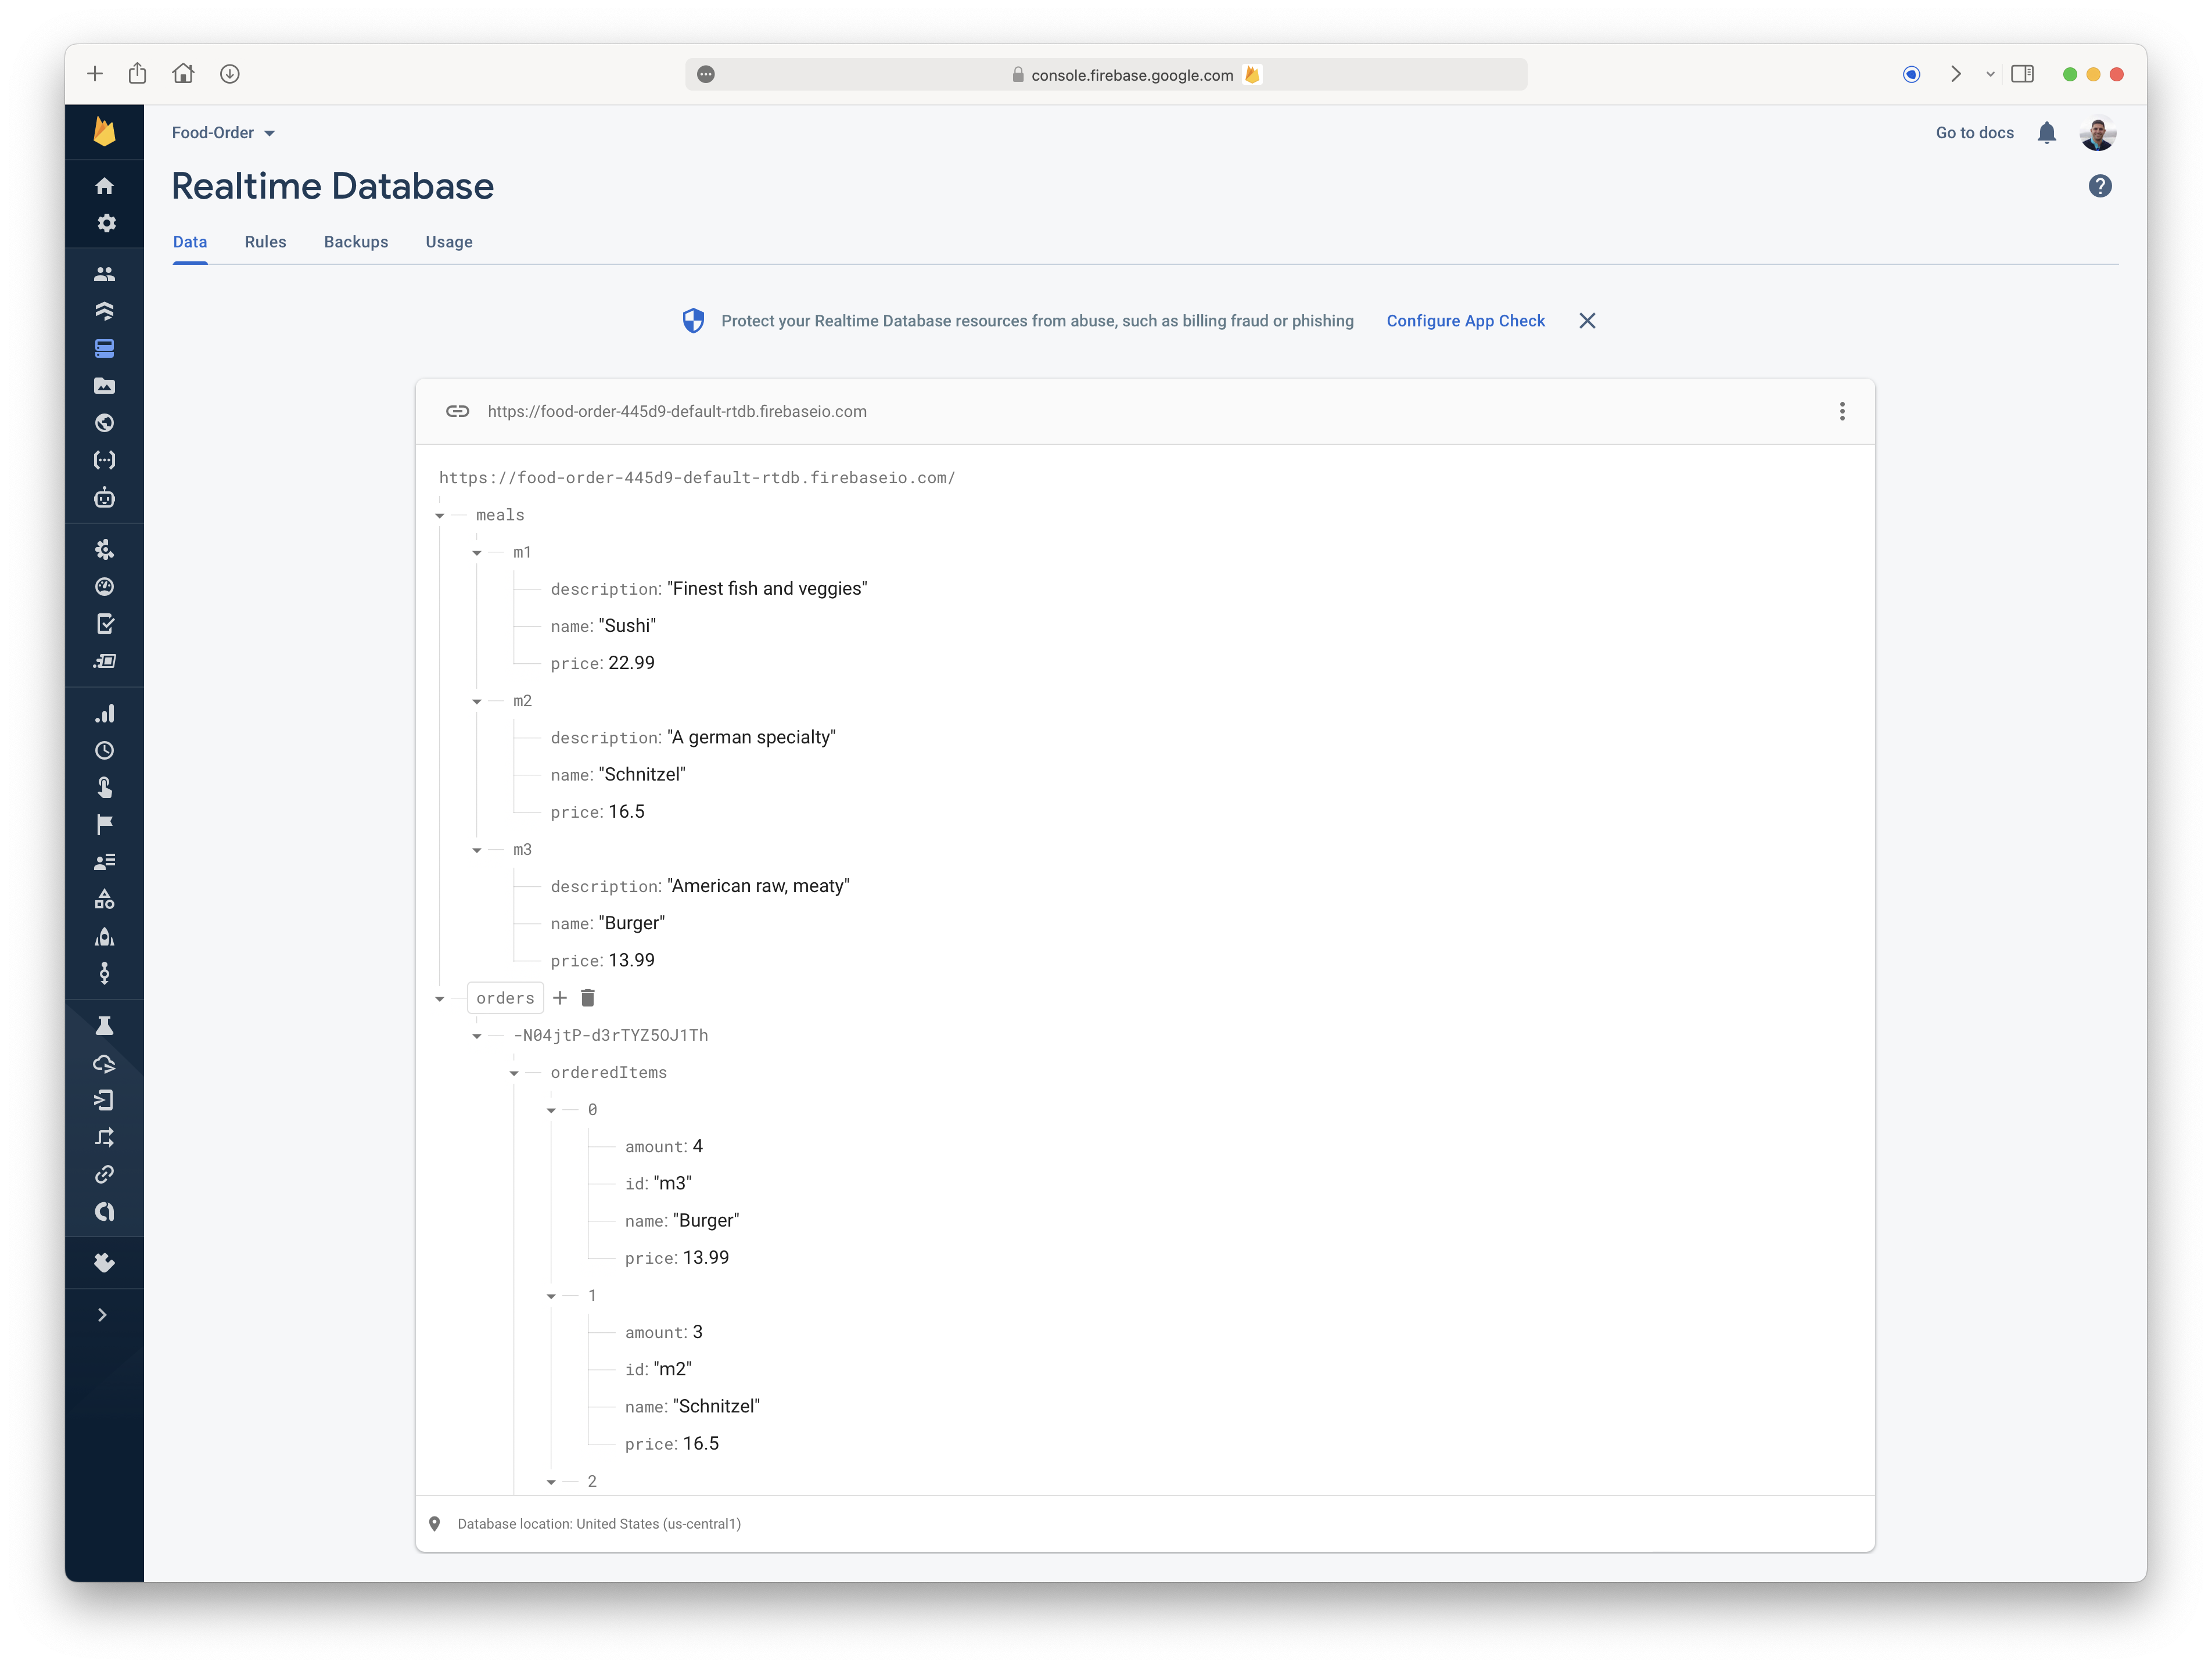 console.firebase.google.com
Food-Order
Go to docs
Realtime Database
Data Rules Backups Usage
Protect your Realtime Database resources from abuse, such as billing fraud or phishing Configure App Check
https://food-order-445d9-default-rtdb.firebaseio.com
https://food-order-445d9-default-rtdb.firebaseio.com/
meals
m1
description: "Finest fish and veggies"
name: "Sushi"
price: 22.99
m2
description: "A german specialty"
name: "Schnitzel"
price: 16.5
m3
description: "American raw, meaty"
name: "Burger"
price: 13.99
orders
-N04jtP-d3rTYZ5OJ1Th
orderedItems
0
amount: 4
id: "m3"
name: "Burger"
price: 13.99
1
amount: 3
id: "m2"
name: "Schnitzel"
price: 16.5
2
Database location: United States (us-central1)